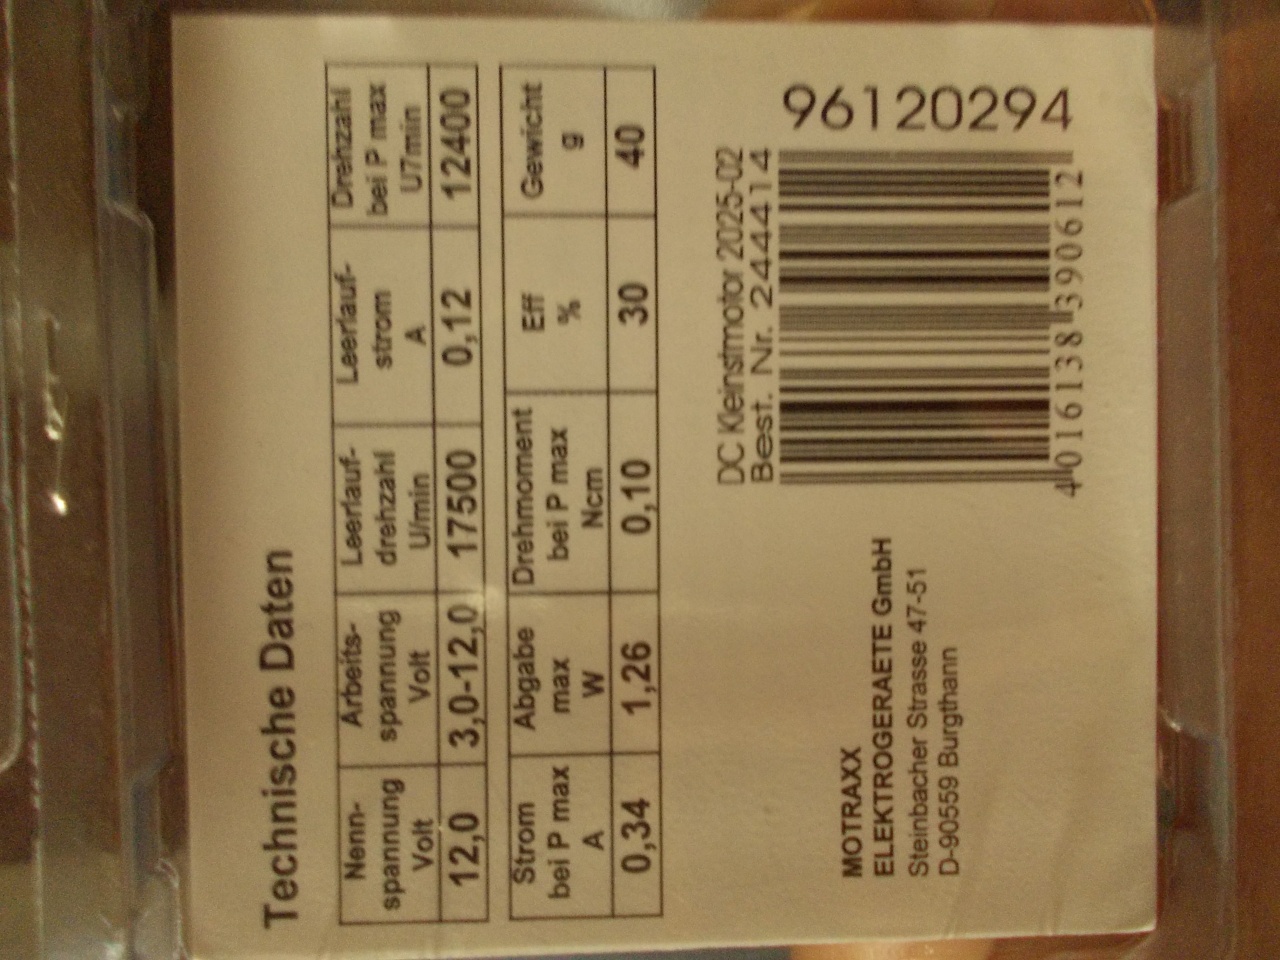 Technische Daten
Nenn-
spannung
Volt
Arbeits-
spannung
Volt
Leerlauf-
drehzahl
U/min
Leerlauf-
strom
A
Drehzahl
bei P max
U7min
12,0 3,0-12,0 17500 0,12 12400
Strom
bei P max
A
Abgabe
max
W
Drehmoment
bei P max
Ncm
Eff
%
Gewicht
g
0,34 1,26 0,10 30 40
MOTRAXX
ELEKTROGERAETE GmbH
Steinbacher Strasse 47-51
D-90559 Burgthann
DC Kleinstmotor 2025-02
Best. Nr. 244414
96120294
4 016138 390612